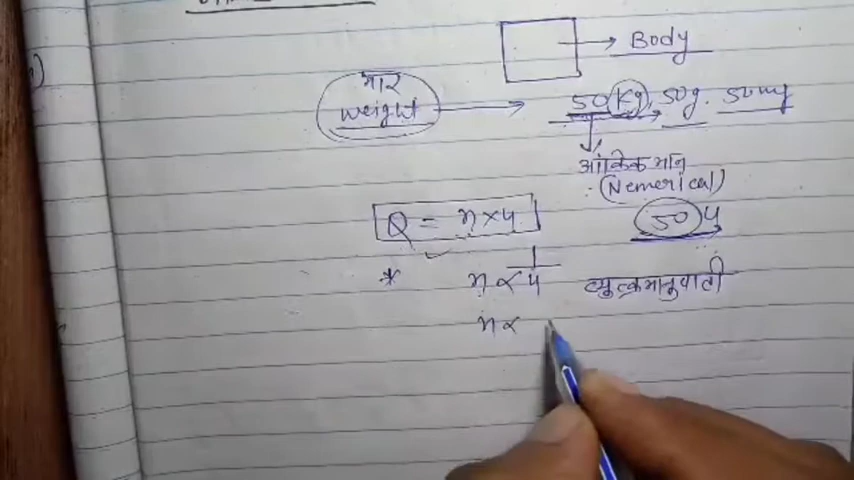 Body
भार
weight
50 Kg, 50g. 50mg
आंकिक मान
(Nemerical)
Q = n×u
50 u
* n ∝ 1/u व्युत्क्रमानुपाती
n ∝